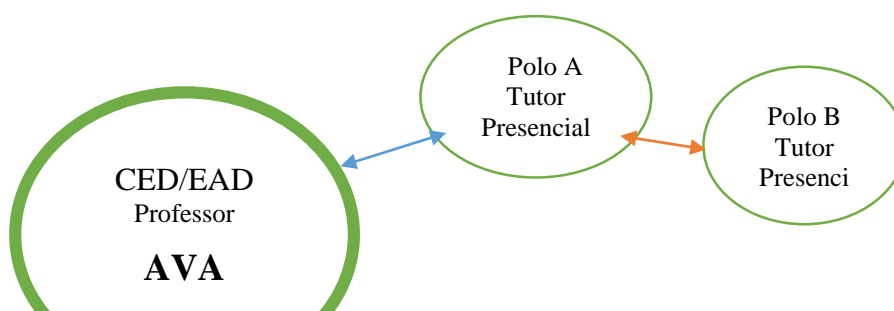 CED/EAD
Professor
AVA
Polo A
Tutor
Presencial
Polo B
Tutor
Presenci